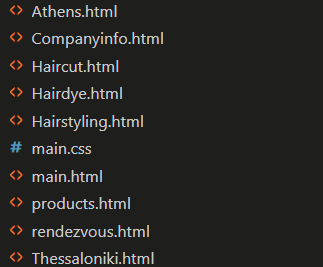 Athens.html
Companyinfo.html
Haircut.html
Hairdye.html
Hairstyling.html
# main.css
main.html
products.html
rendezvous.html
Thessaloniki.html